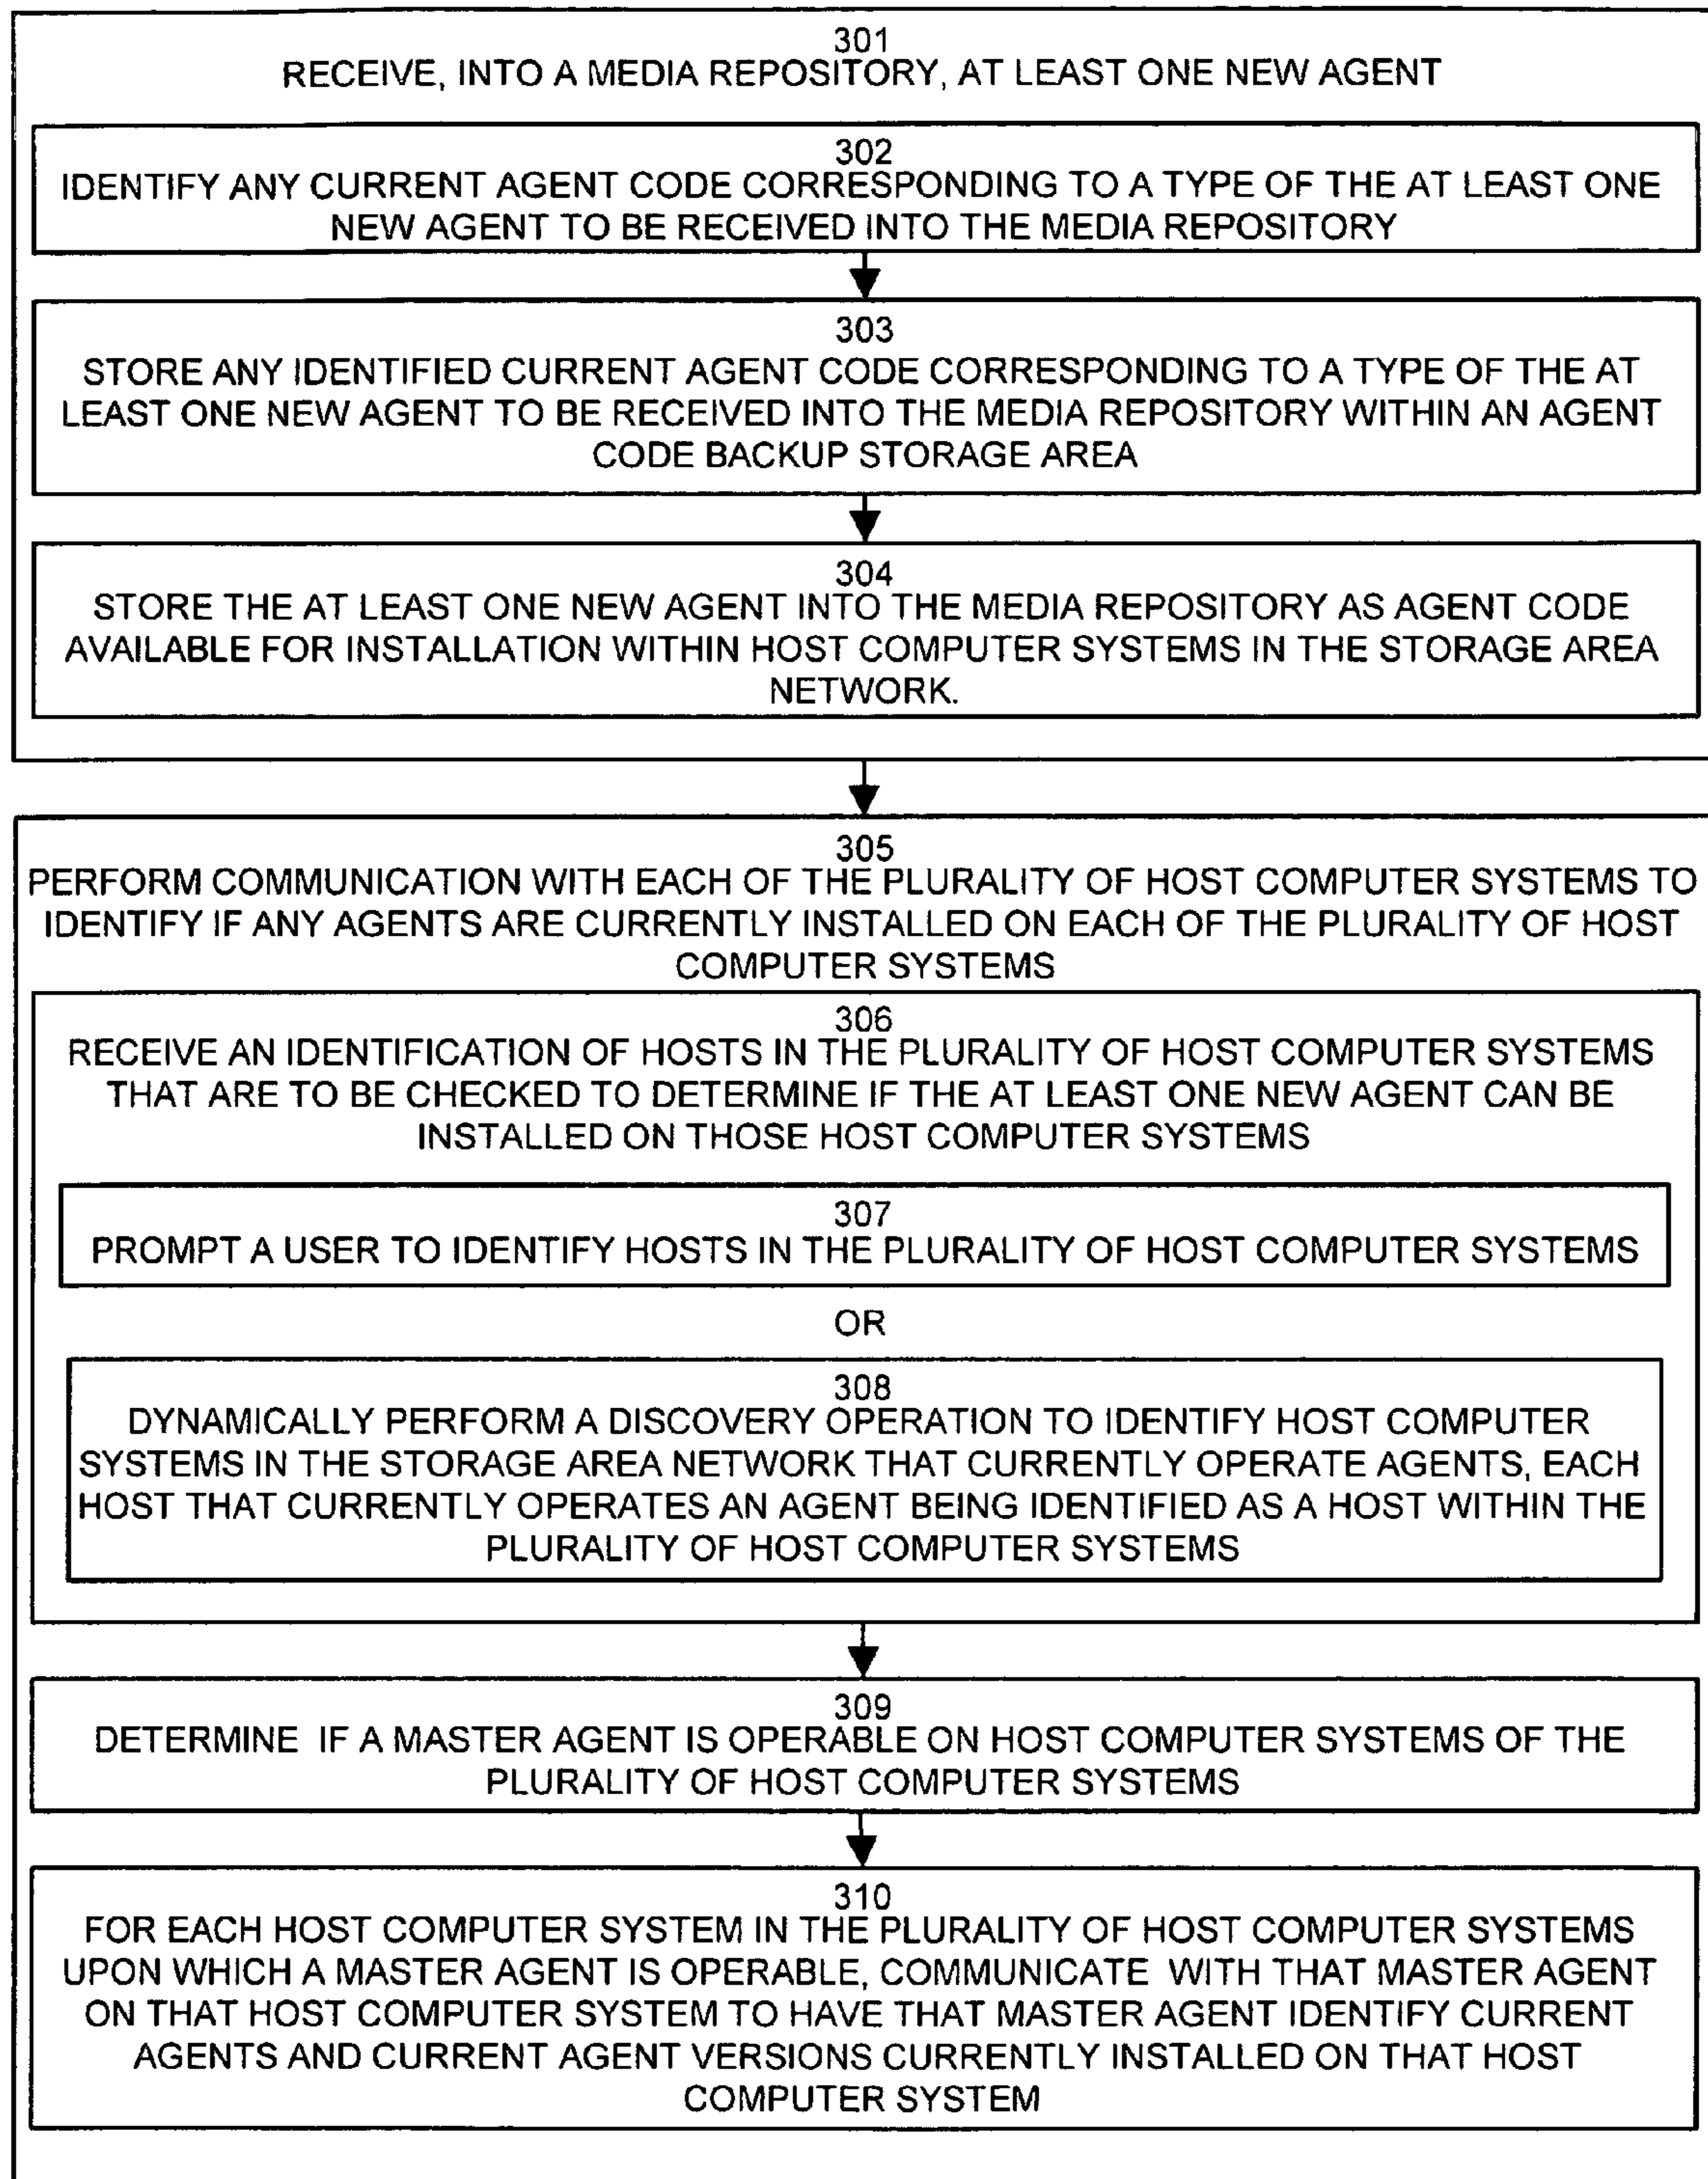 301
RECEIVE, INTO A MEDIA REPOSITORY, AT LEAST ONE NEW AGENT
302
IDENTIFY ANY CURRENT AGENT CODE CORRESPONDING TO A TYPE OF THE AT LEAST ONE
NEW AGENT TO BE RECEIVED INTO THE MEDIA REPOSITORY
303
STORE ANY IDENTIFIED CURRENT AGENT CODE CORRESPONDING TO A TYPE OF THE AT
LEAST ONE NEW AGENT TO BE RECEIVED INTO THE MEDIA REPOSITORY WITHIN AN AGENT
CODE BACKUP STORAGE AREA
304
STORE THE AT LEAST ONE NEW AGENT INTO THE MEDIA REPOSITORY AS AGENT CODE
AVAILABLE FOR INSTALLATION WITHIN HOST COMPUTER SYSTEMS IN THE STORAGE AREA
NETWORK.
305
PERFORM COMMUNICATION WITH EACH OF THE PLURALITY OF HOST COMPUTER SYSTEMS TO
IDENTIFY IF ANY AGENTS ARE CURRENTLY INSTALLED ON EACH OF THE PLURALITY OF HOST
COMPUTER SYSTEMS
306
RECEIVE AN IDENTIFICATION OF HOSTS IN THE PLURALITY OF HOST COMPUTER SYSTEMS
THAT ARE TO BE CHECKED TO DETERMINE IF THE AT LEAST ONE NEW AGENT CAN BE
INSTALLED ON THOSE HOST COMPUTER SYSTEMS
307
PROMPT A USER TO IDENTIFY HOSTS IN THE PLURALITY OF HOST COMPUTER SYSTEMS
OR
308
DYNAMICALLY PERFORM A DISCOVERY OPERATION TO IDENTIFY HOST COMPUTER
SYSTEMS IN THE STORAGE AREA NETWORK THAT CURRENTLY OPERATE AGENTS, EACH
HOST THAT CURRENTLY OPERATES AN AGENT BEING IDENTIFIED AS A HOST WITHIN THE
PLURALITY OF HOST COMPUTER SYSTEMS
309
DETERMINE IF A MASTER AGENT IS OPERABLE ON HOST COMPUTER SYSTEMS OF THE
PLURALITY OF HOST COMPUTER SYSTEMS
310
FOR EACH HOST COMPUTER SYSTEM IN THE PLURALITY OF HOST COMPUTER SYSTEMS
UPON WHICH A MASTER AGENT IS OPERABLE, COMMUNICATE WITH THAT MASTER AGENT
ON THAT HOST COMPUTER SYSTEM TO HAVE THAT MASTER AGENT IDENTIFY CURRENT
AGENTS AND CURRENT AGENT VERSIONS CURRENTLY INSTALLED ON THAT HOST
COMPUTER SYSTEM